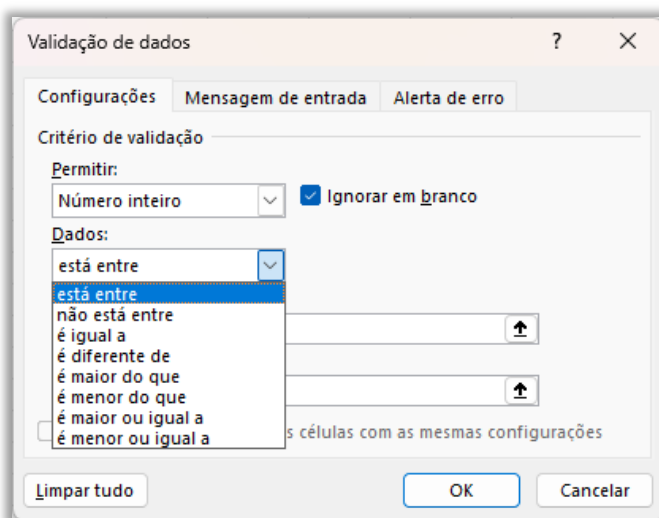 Validação de dados ? ×
Configurações Mensagem de entrada Alerta de erro
Critério de validação
Permitir:
Número inteiro Ignorar em branco
Dados:
está entre
está entre
não está entre
é igual a
é diferente de
é maior do que
é menor do que
é maior ou igual a
é menor ou igual a
s células com as mesmas configurações
Limpar tudo OK Cancelar